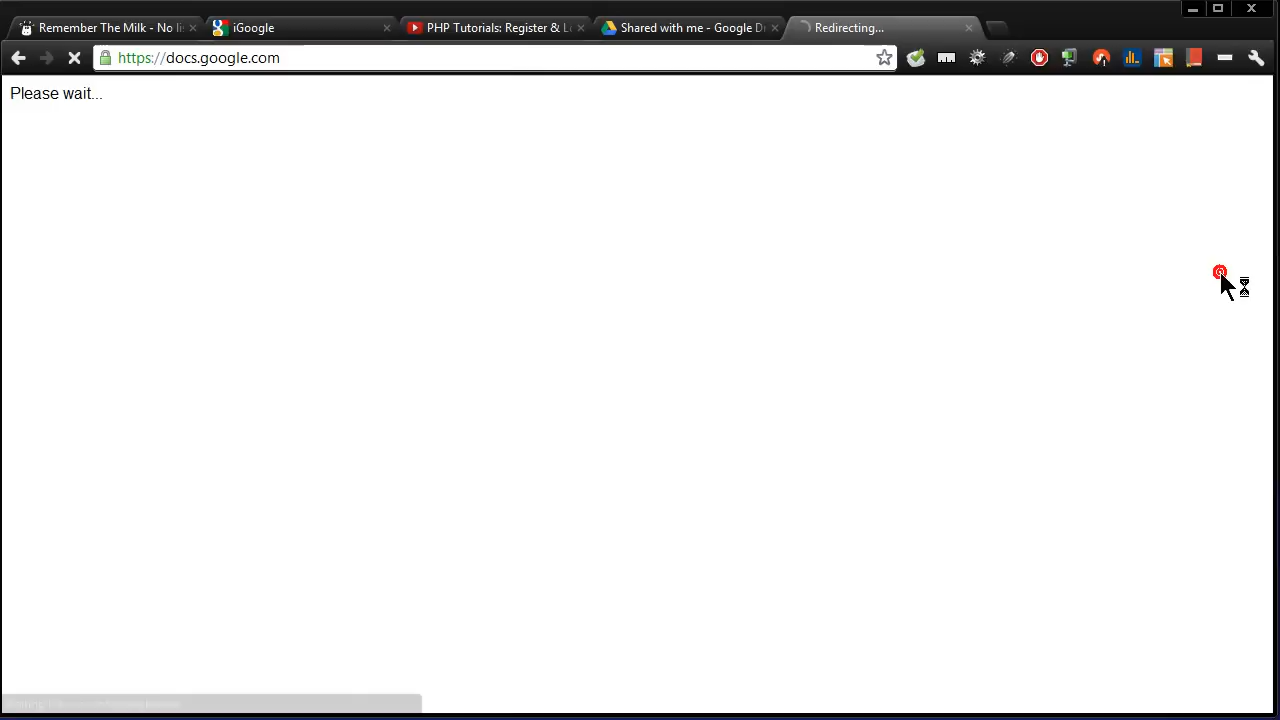 Remember The Milk - No li
iGoogle
PHP Tutorials: Register & L
Shared with me - Google D
Redirecting...
https://docs.google.com
Please wait...